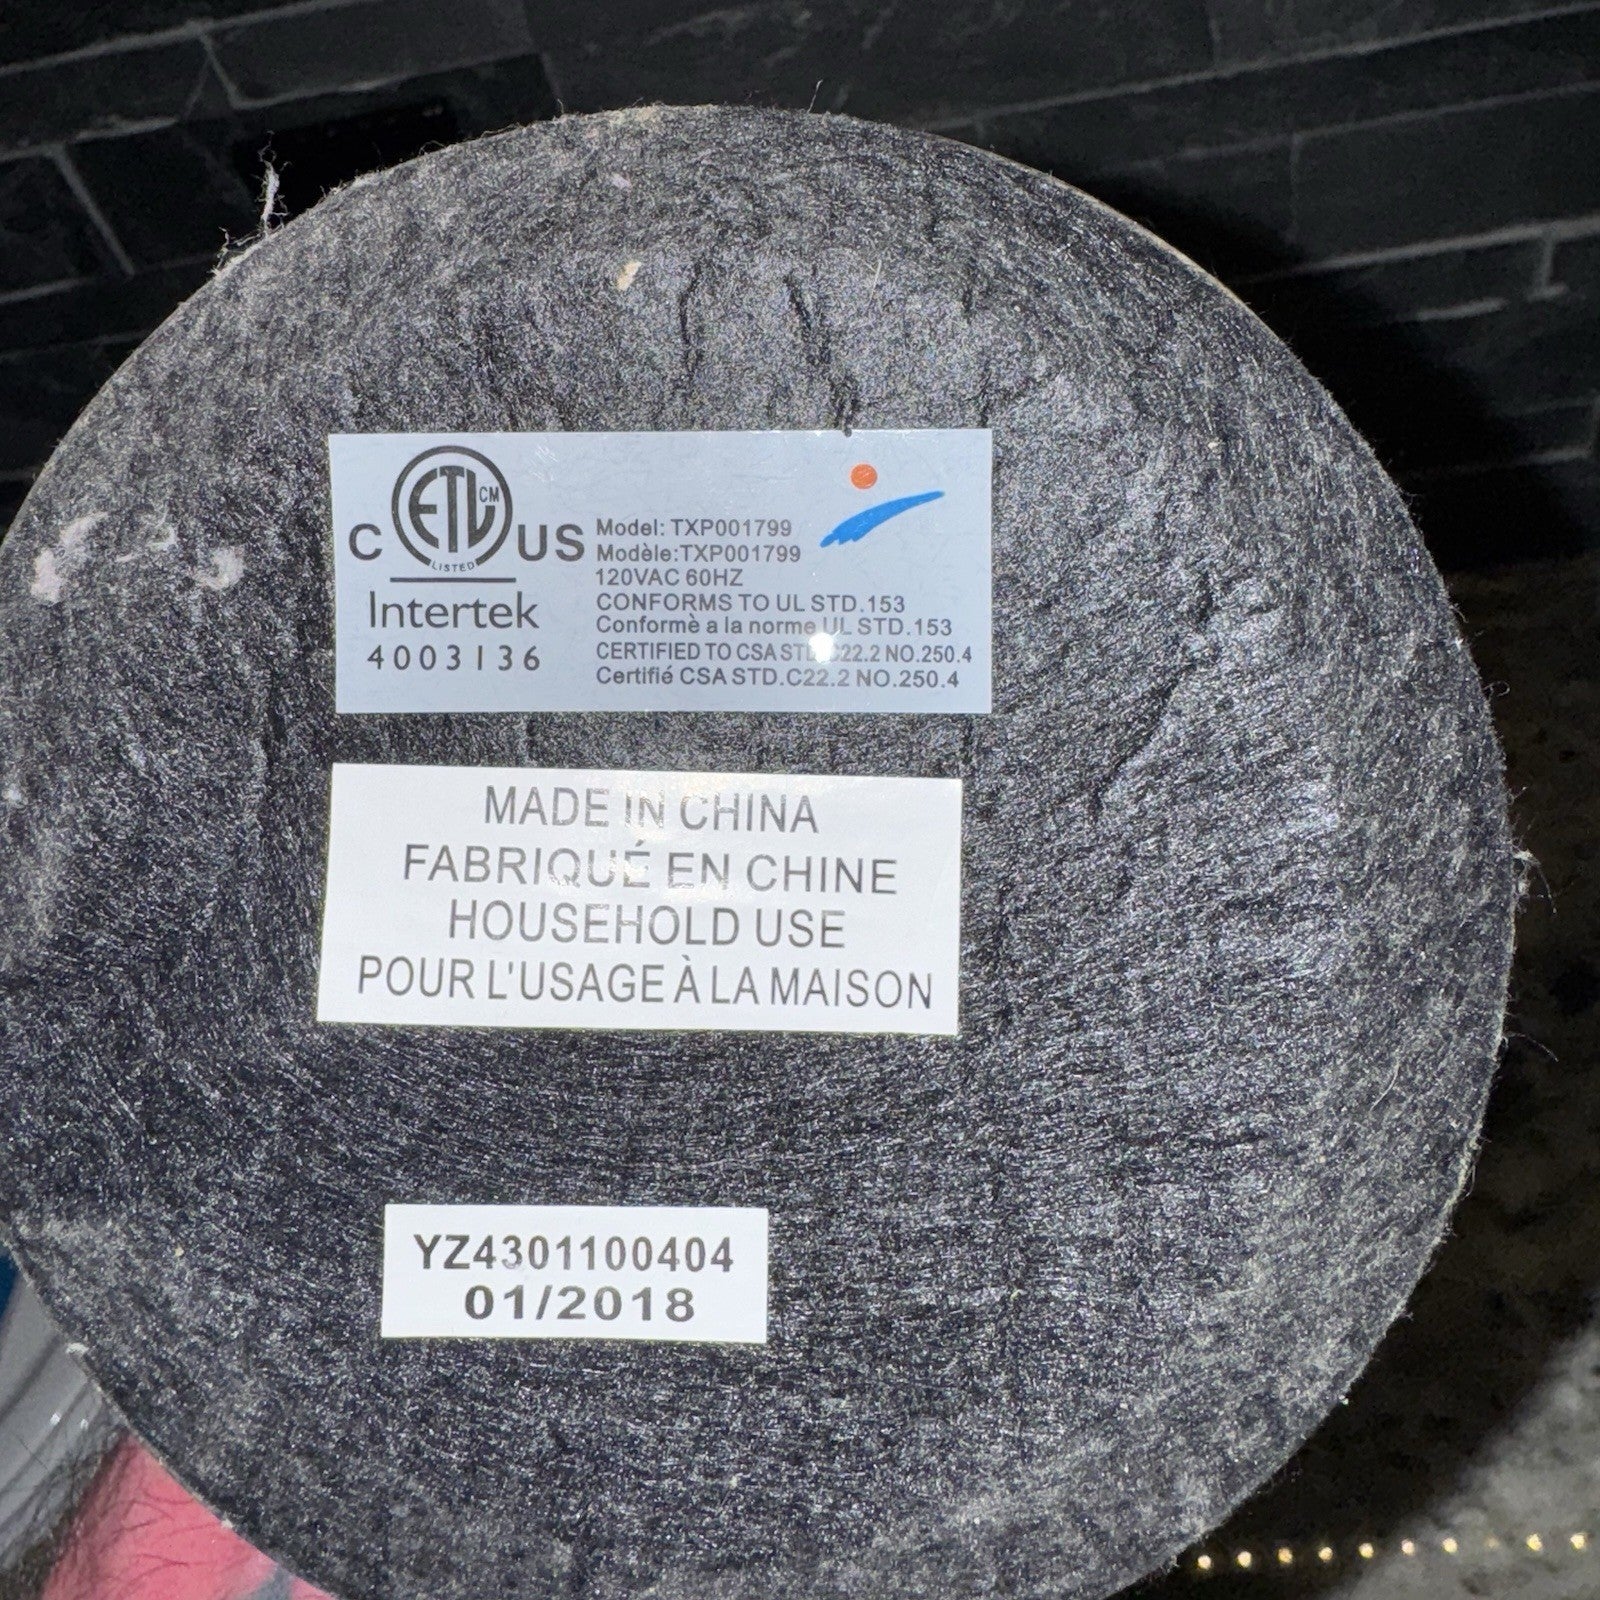 C ETL CM US
LISTED
Intertek
4003136
Model: TXP001799
Modèle:TXP001799
120VAC 60HZ
CONFORMS TO UL STD.153
Conformè a la norme UL STD.153
CERTIFIED TO CSA STD.C22.2 NO.250.4
Certifié CSA STD.C22.2 NO.250.4
MADE IN CHINA
FABRIQUÉ EN CHINE
HOUSEHOLD USE
POUR L'USAGE À LA MAISON
YZ4301100404
01/2018